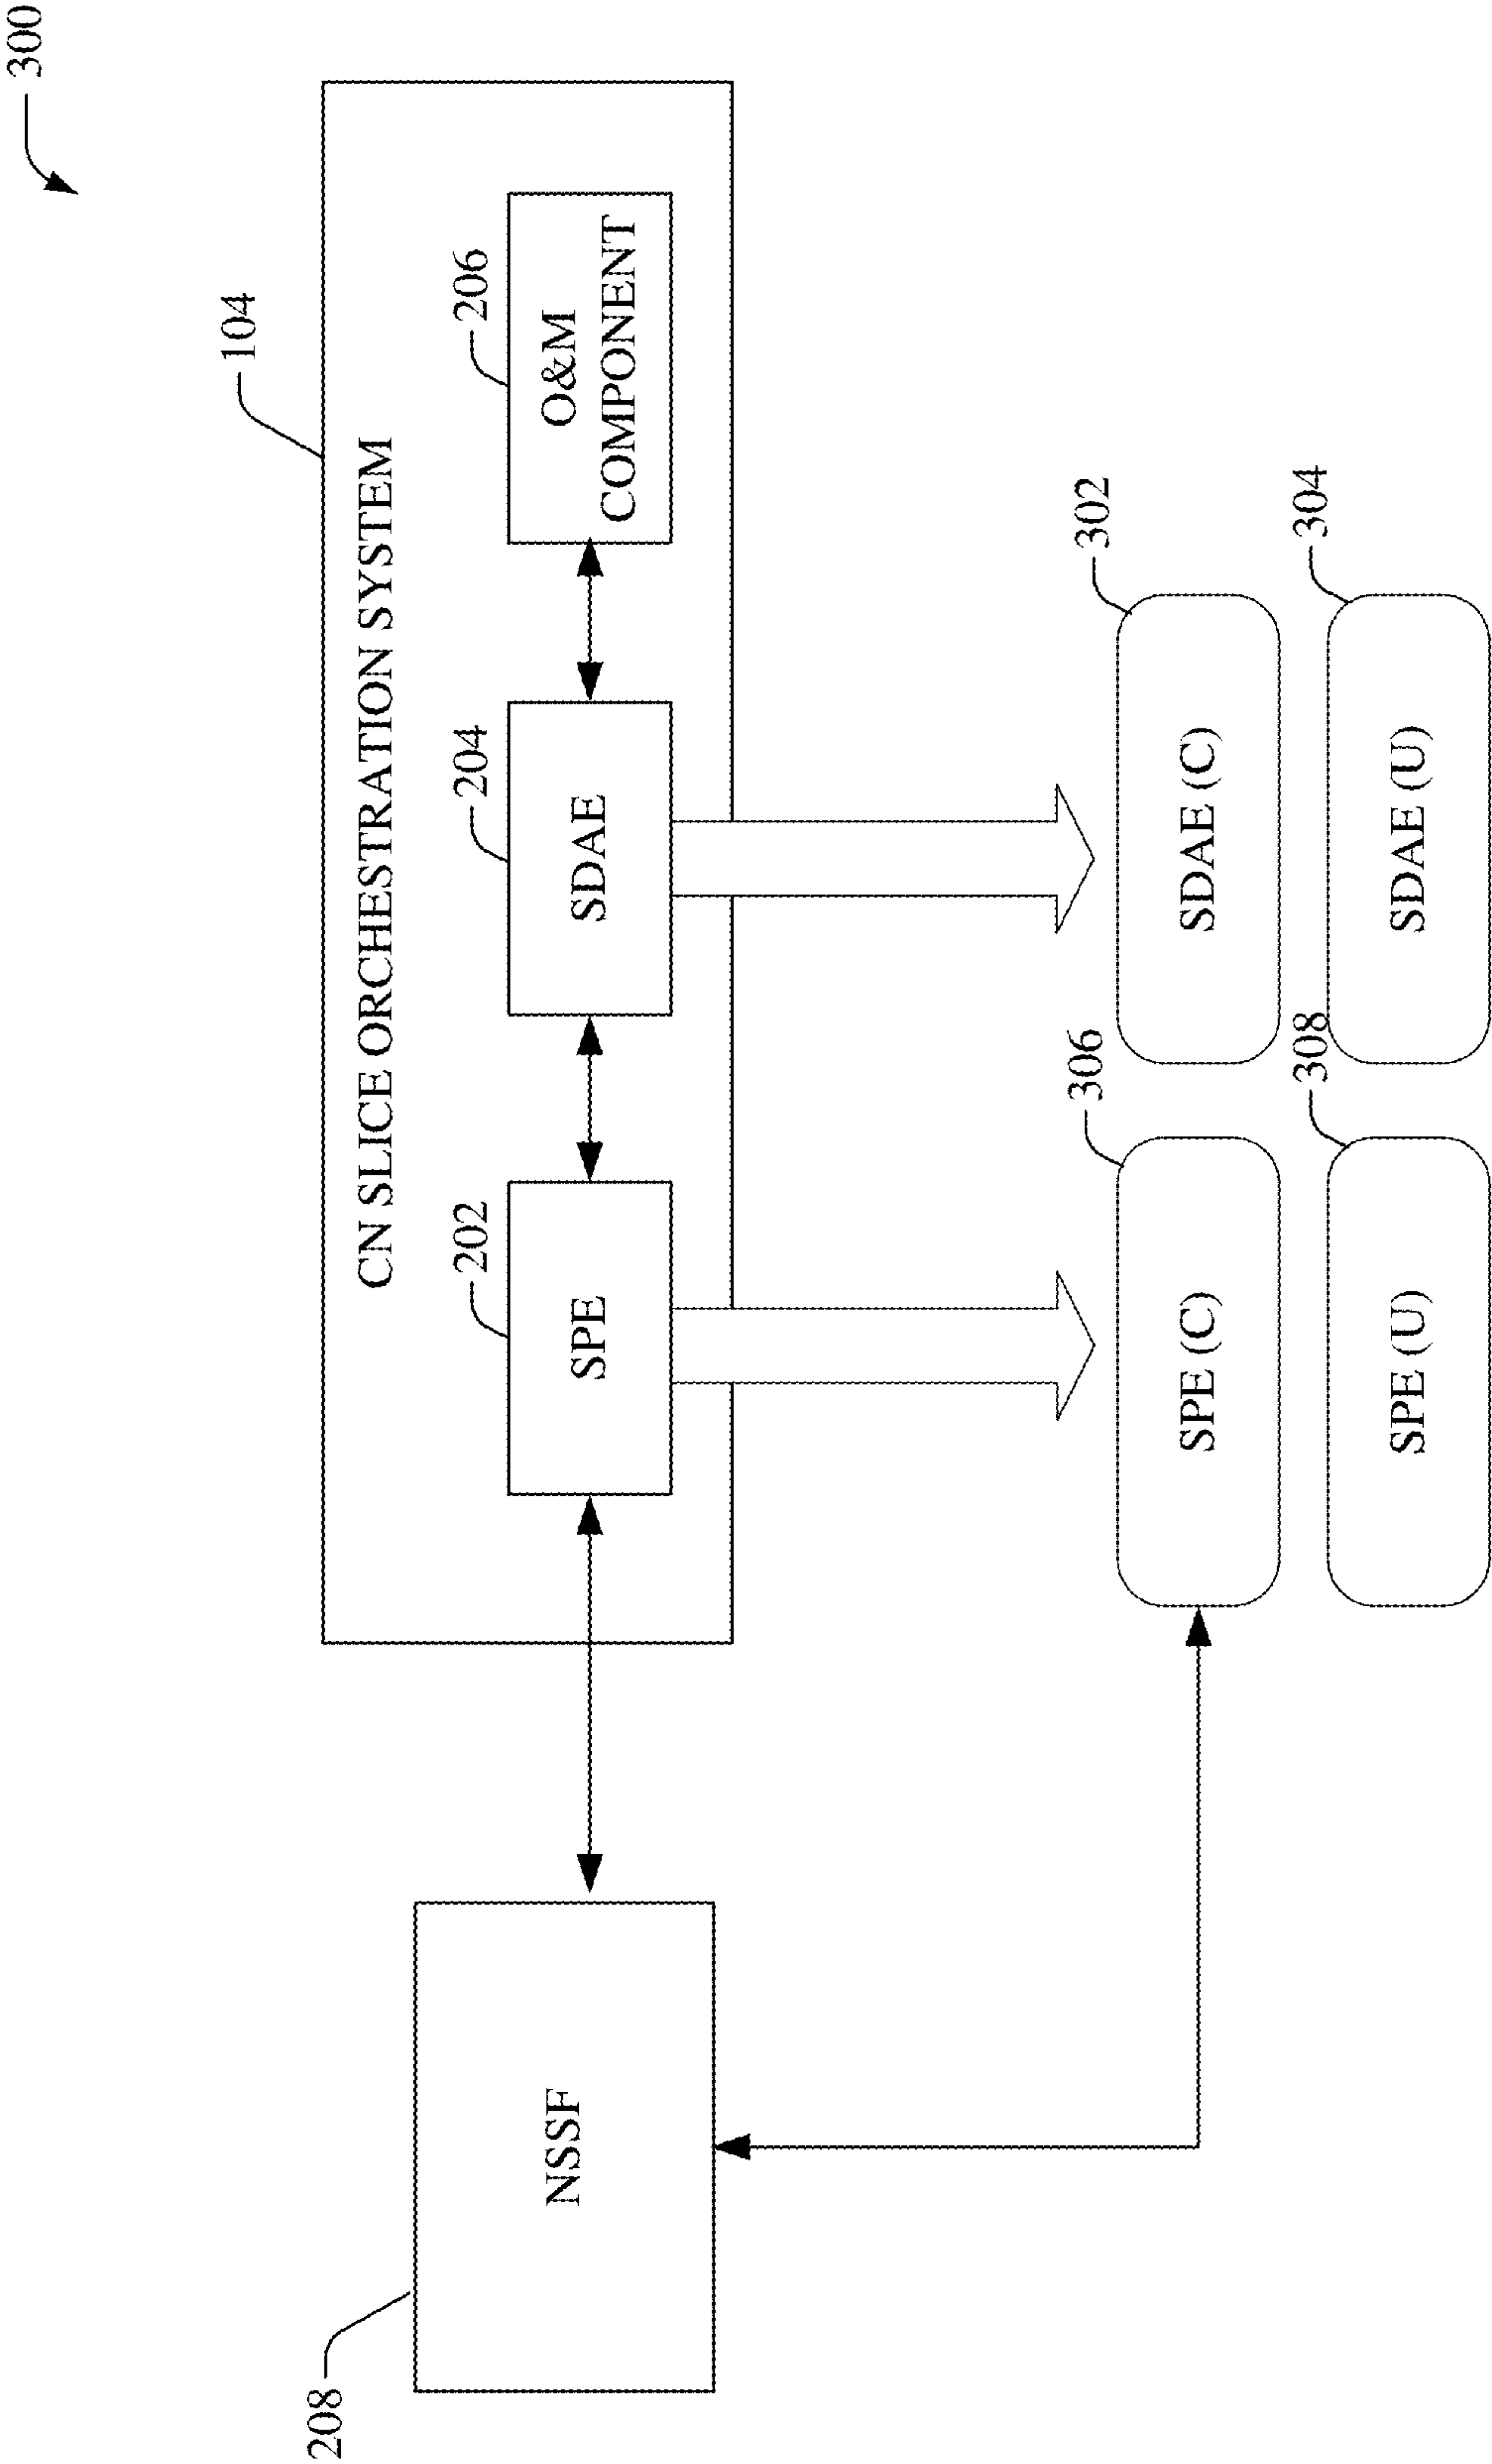 300
104
CN SLICE ORCHESTRATION SYSTEM
202
204
206
SPE
SDAE
O&M
COMPONENT
208
NSSF
306
302
SPE (C)
SDAE (C)
308
304
SPE (U)
SDAE (U)